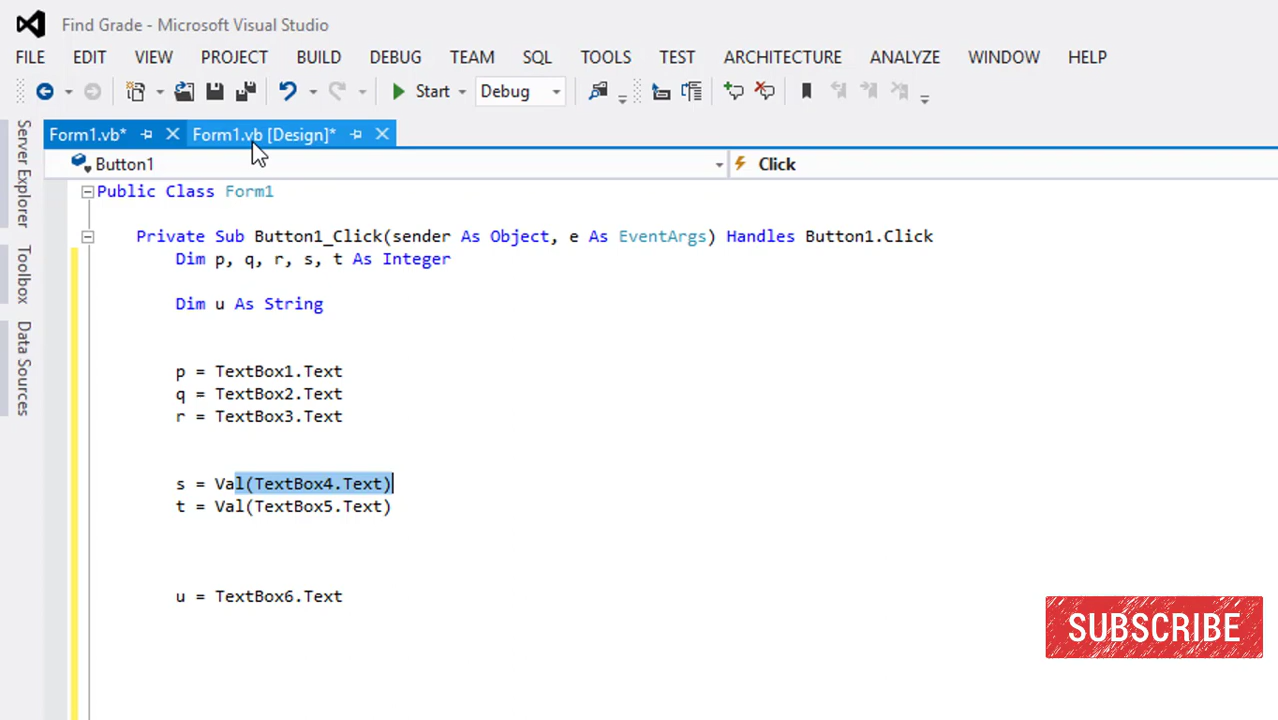 Find Grade - Microsoft Visual Studio
FILE EDIT VIEW PROJECT BUILD DEBUG TEAM SQL TOOLS TEST ARCHITECTURE ANALYZE WINDOW HELP
Start Debug
Form1.vb* Form1.vb [Design]*
Button1 Click
Server Explorer
Toolbox
Data Sources
Public Class Form1
Private Sub Button1_Click(sender As Object, e As EventArgs) Handles Button1.Click
Dim p, q, r, s, t As Integer
Dim u As String
p = TextBox1.Text
q = TextBox2.Text
r = TextBox3.Text
s = Val(TextBox4.Text)
t = Val(TextBox5.Text)
u = TextBox6.Text
SUBSCRIBE